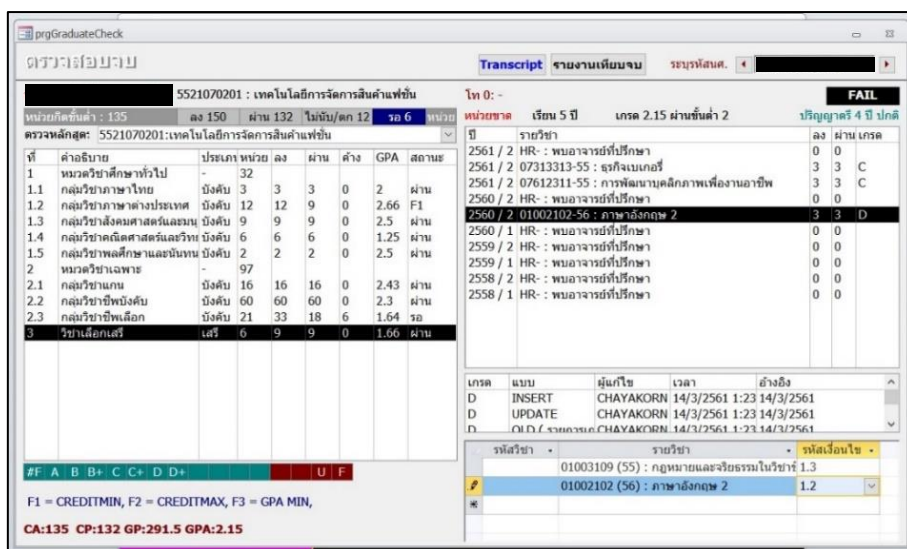 prgGraduateCheck
ตรวจสอบจบ
Transcript รายงานเทียบจบ ระบุรหัสนศ.
5521070201 : เทคโนโลยีการจัดการสินค้าแฟชั่น
โท 0: -
FAIL
หน่วยกิตขั้นต่ำ : 135 ลง 150 ผ่าน 132 ไม่นับ/ตก 12 รอ 6 หน่วย
หน่วยขาด เรียน 5 ปี เกรด 2.15 ผ่านขั้นต่ำ 2 ปริญญาตรี 4 ปี ปกติ
ตรวจหลักสูตร: 5521070201:เทคโนโลยีการจัดการสินค้าแฟชั่น
ที่ คำอธิบาย ประเภท หน่วย ลง ผ่าน ค้าง GPA สถานะ
1 หมวดวิชาศึกษาทั่วไป - 32
1.1 กลุ่มวิชาภาษาไทย บังคับ 3 3 3 0 2 ผ่าน
1.2 กลุ่มวิชาภาษาต่างประเทศ บังคับ 12 12 9 0 2.66 F1
1.3 กลุ่มวิชาสังคมศาสตร์และมนุ บังคับ 9 9 9 0 2.5 ผ่าน
1.4 กลุ่มวิชาคณิตศาสตร์และวิท บังคับ 6 6 6 0 1.25 ผ่าน
1.5 กลุ่มวิชาพลศึกษาและนันทน บังคับ 2 2 2 0 2.5 ผ่าน
2 หมวดวิชาเฉพาะ - 97
2.1 กลุ่มวิชาแกน บังคับ 16 16 16 0 2.43 ผ่าน
2.2 กลุ่มวิชาชีพบังคับ บังคับ 60 60 60 0 2.3 ผ่าน
2.3 กลุ่มวิชาชีพเลือก บังคับ 21 33 18 6 1.64 รอ
3 วิชาเลือกเสรี เสรี 6 9 9 0 1.66 ผ่าน
ปี รายวิชา ลง ผ่าน เกรด
2561 / 2 HR- : พบอาจารย์ที่ปรึกษา 0 0
2561 / 2 07313313-55 : ธุรกิจเบเกอรี่ 3 3 C
2561 / 2 07612311-55 : การพัฒนาบุคลิกภาพเพื่องานอาชีพ 3 3 C
2560 / 2 HR- : พบอาจารย์ที่ปรึกษา 0 0
2560 / 2 01002102-56 : ภาษาอังกฤษ 2 3 3 D
2560 / 1 HR- : พบอาจารย์ที่ปรึกษา 0 0
2559 / 2 HR- : พบอาจารย์ที่ปรึกษา 0 0
2559 / 1 HR- : พบอาจารย์ที่ปรึกษา 0 0
2558 / 2 HR- : พบอาจารย์ที่ปรึกษา 0 0
2558 / 1 HR- : พบอาจารย์ที่ปรึกษา 0 0
เกรด แบบ ผู้แก้ไข เวลา อ้างอิง
D INSERT CHAYAKORN 14/3/2561 1:23 14/3/2561
D UPDATE CHAYAKORN 14/3/2561 1:23 14/3/2561
D OLD ( CHAYAKORN 14/3/2561 1:23 14/3/2561
รหัสวิชา รายวิชา รหัสเงื่อนไข
01003109 (55) : กฎหมายและจริยธรรมในวิชาช 1.3
01002102 (56) : ภาษาอังกฤษ 2 1.2
#F A B B+ C C+ D D+ U F
F1 = CREDITMIN, F2 = CREDITMAX, F3 = GPA MIN,
CA:135 CP:132 GP:291.5 GPA:2.15